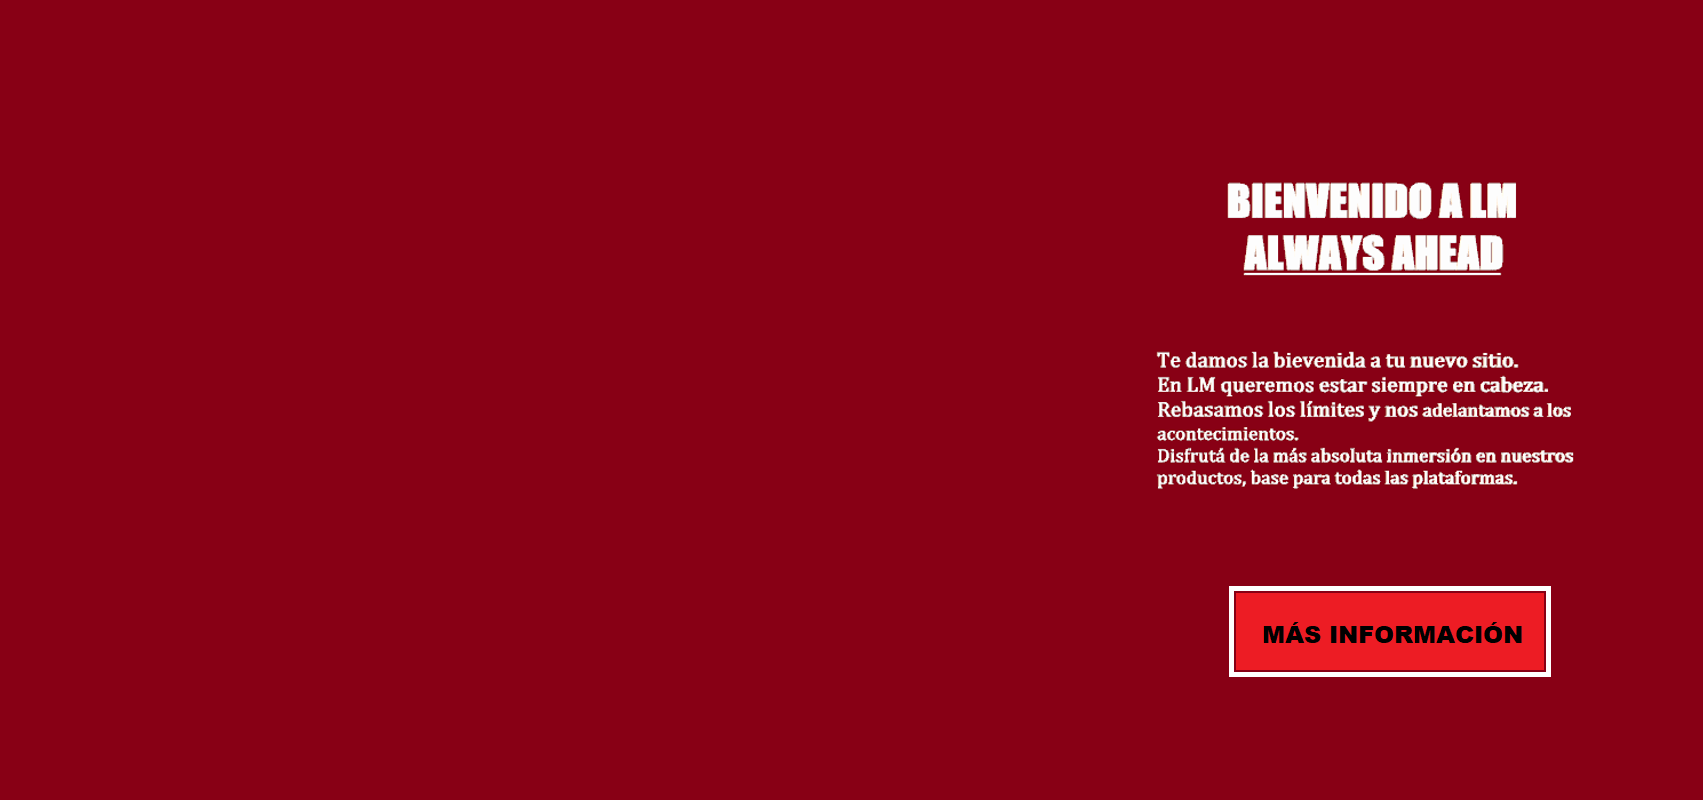 BIENVENIDO A LM
ALWAYS AHEAD
Te damos la bievenida a tu nuevo sitio.
En LM queremos estar siempre en cabeza.
Rebasamos los límites y nos adelantamos a los
acontecimientos.
Disfrutá de la más absoluta inmersión en nuestros
productos, base para todas las plataformas.
MÁS INFORMACIÓN